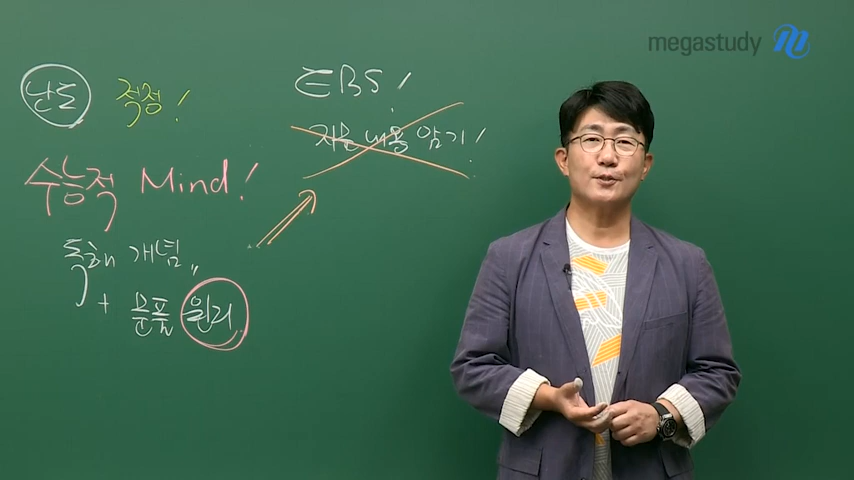 megastudy
난도 적정!
수능적 Mind!
독해 개념,,
+ 문풀 원리
EBS!
지문 내용 암기!